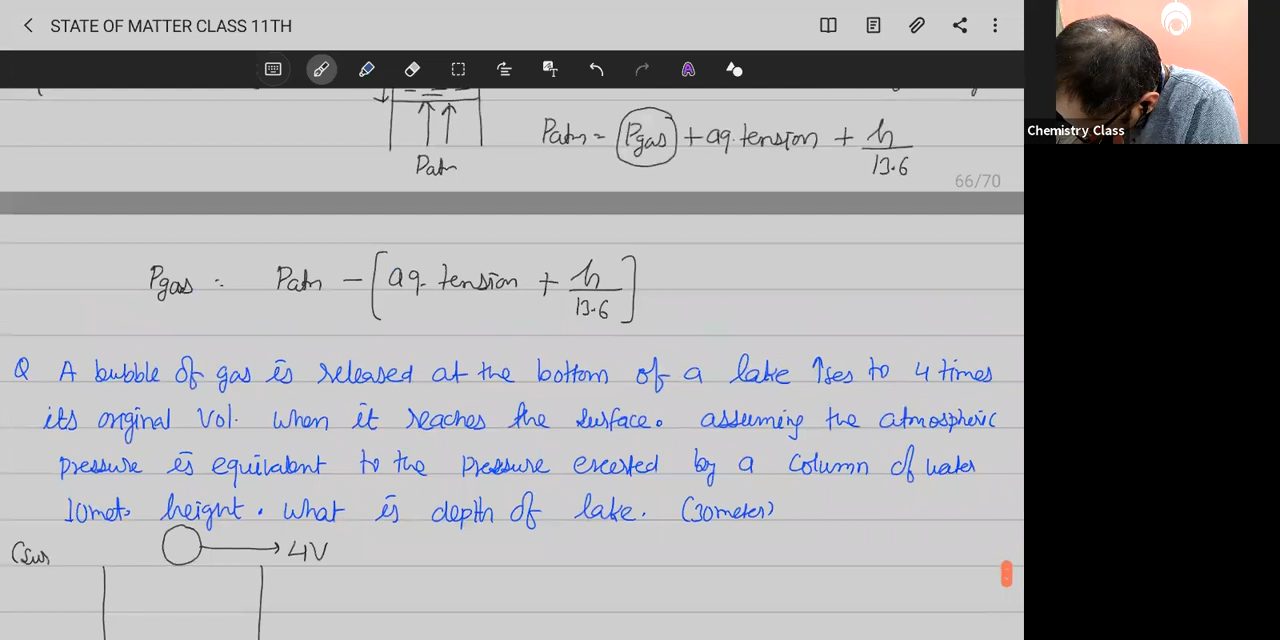 STATE OF MATTER CLASS 11TH
Chemistry Class
Patm = Pgas + aq. tension + h/13.6
Patm
66/70
Pgas = Patm - [aq. tension + h/13.6]
Q A bubble of gas is released at the bottom of a lake ↑ses to 4 times
its original Vol. When it reaches the surface. assuming the atmospheric
pressure is equivalent to the pressure exerted by a column of water
10met. height. what is depth of lake. (30meter)
(Sur
4V